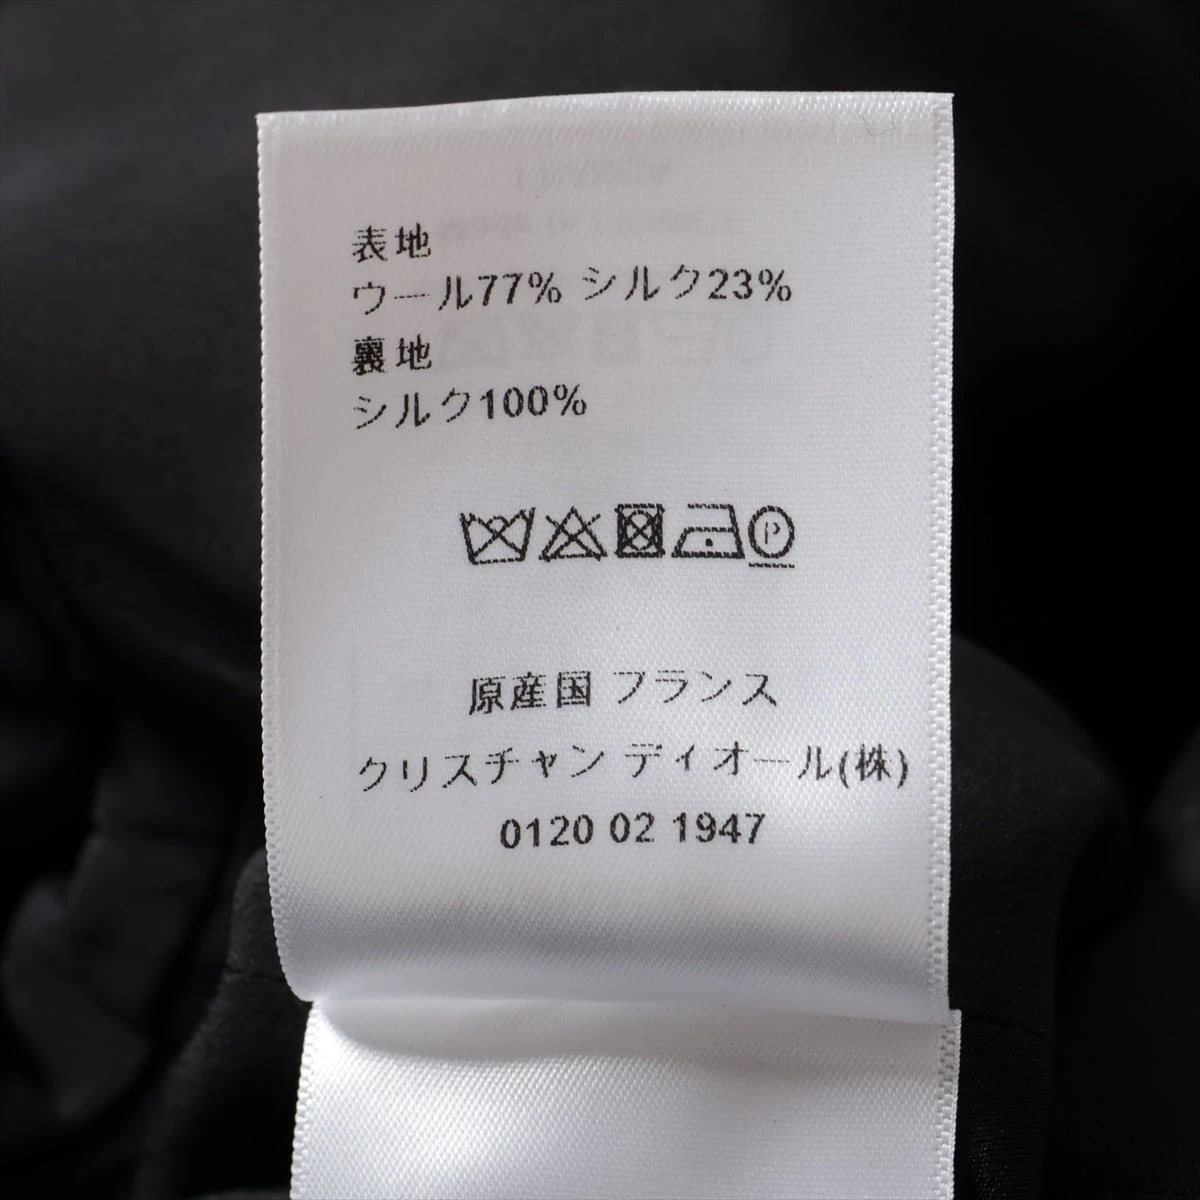 表地
ウール77% シルク23%
裏地
シルク100%
P
原産国 フランス
クリスチャン ディオール(株)
0120 02 1947